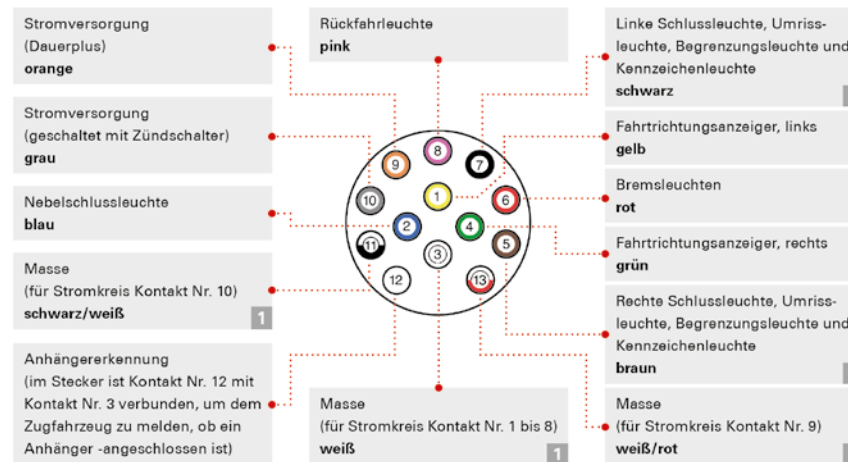 Stromversorgung
(Dauerplus)
orange
Stromversorgung
(geschaltet mit Zündschalter)
grau
Nebelschlussleuchte
blau
Masse
(für Stromkreis Kontakt Nr. 10)
schwarz/weiß
1
Anhängererkennung
(im Stecker ist Kontakt Nr. 12 mit
Kontakt Nr. 3 verbunden, um dem
Zugfahrzeug zu melden, ob ein
Anhänger -angeschlossen ist)
Rückfahrleuchte
pink
8
9
7
10
1
6
2
4
11
3
5
12
13
Masse
(für Stromkreis Kontakt Nr. 1 bis 8)
weiß
1
Linke Schlussleuchte, Umriss-
leuchte, Begrenzungsleuchte und
Kennzeichenleuchte
schwarz
Fahrtrichtungsanzeiger, links
gelb
Bremsleuchten
rot
Fahrtrichtungsanzeiger, rechts
grün
Rechte Schlussleuchte, Umriss-
leuchte, Begrenzungsleuchte und
Kennzeichenleuchte
braun
Masse
(für Stromkreis Kontakt Nr. 9)
weiß/rot